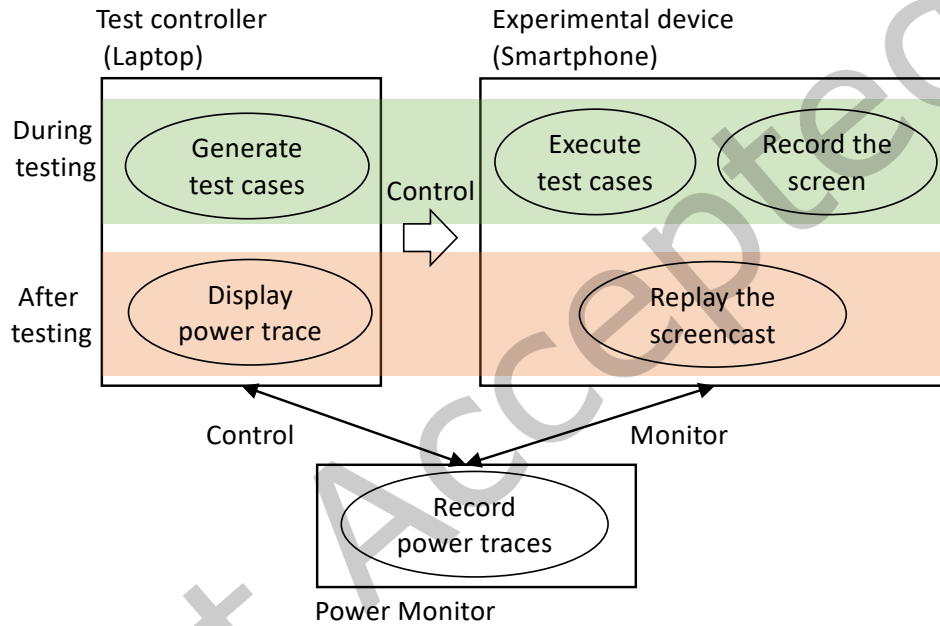 Test controller
(Laptop)
Experimental device
(Smartphone)
During
testing
Generate
test cases
Control
Execute
test cases
Record the
screen
After
testing
Display
power trace
Replay the
screencast
Control
Monitor
Record
power traces
Power Monitor
t Accepted